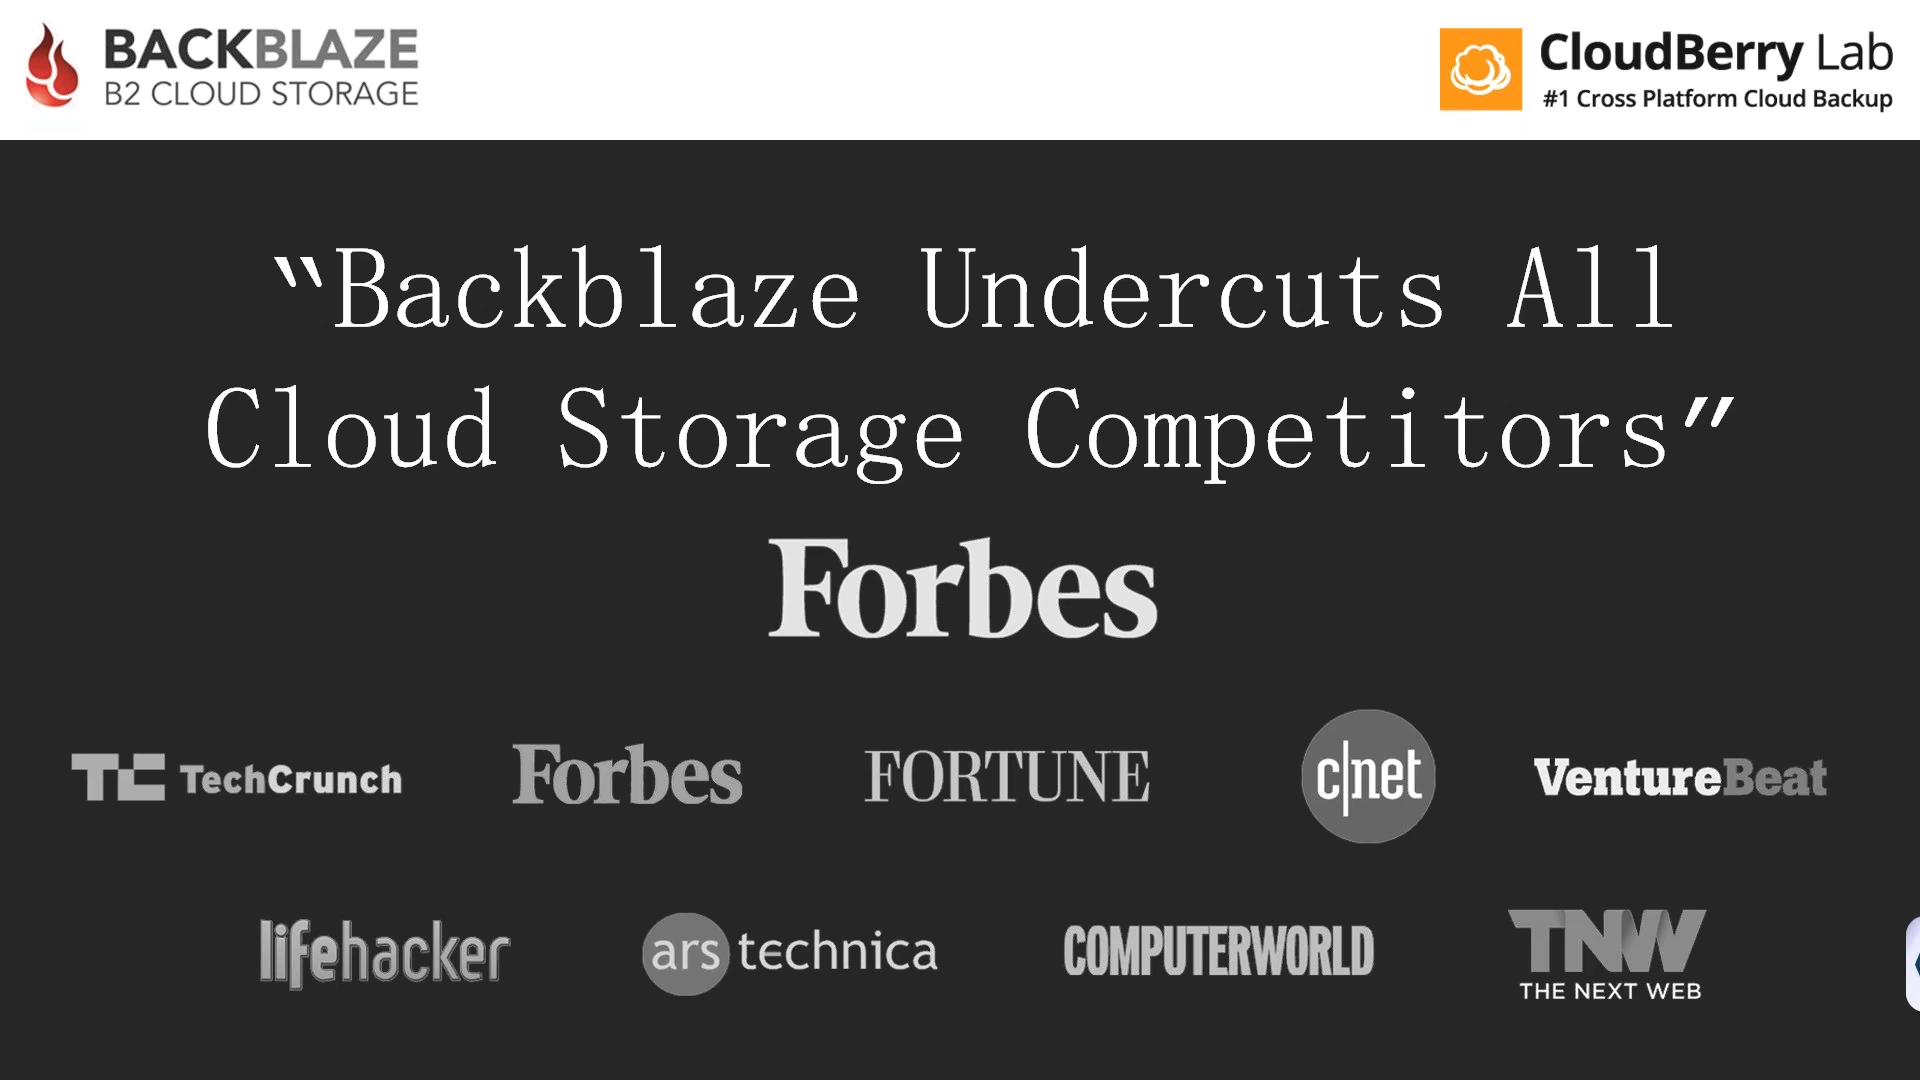 BACKBLAZE
B2 CLOUD STORAGE
CloudBerry Lab
#1 Cross Platform Cloud Backup
“Backblaze Undercuts All
Cloud Storage Competitors”
Forbes
TC TechCrunch
Forbes
FORTUNE
c|net
VentureBeat
lifehacker
ars technica
COMPUTERWORLD
TNW
THE NEXT WEB